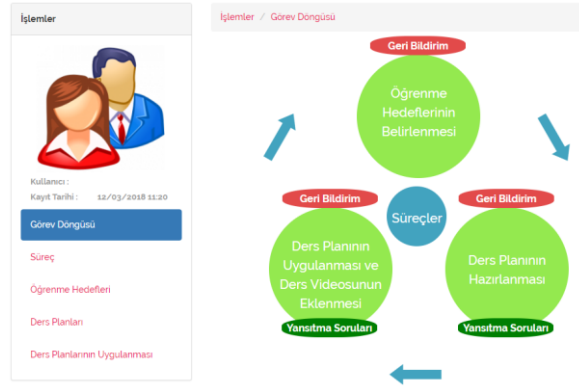 İşlemler
Kullanıcı :
Kayıt Tarihi : 12/03/2018 11:20
Görev Döngüsü
Süreç
Öğrenme Hedefleri
Ders Planları
Ders Planlarının Uygulanması
İşlemler / Görev Döngüsü
Geri Bildirim
Öğrenme
Hedeflerinin
Belirlenmesi
Geri Bildirim
Ders Planının
Uygulanması ve
Ders Videosunun
Eklenmesi
Yansıtma Soruları
Süreçler
Geri Bildirim
Ders Planının
Hazırlanması
Yansıtma Soruları